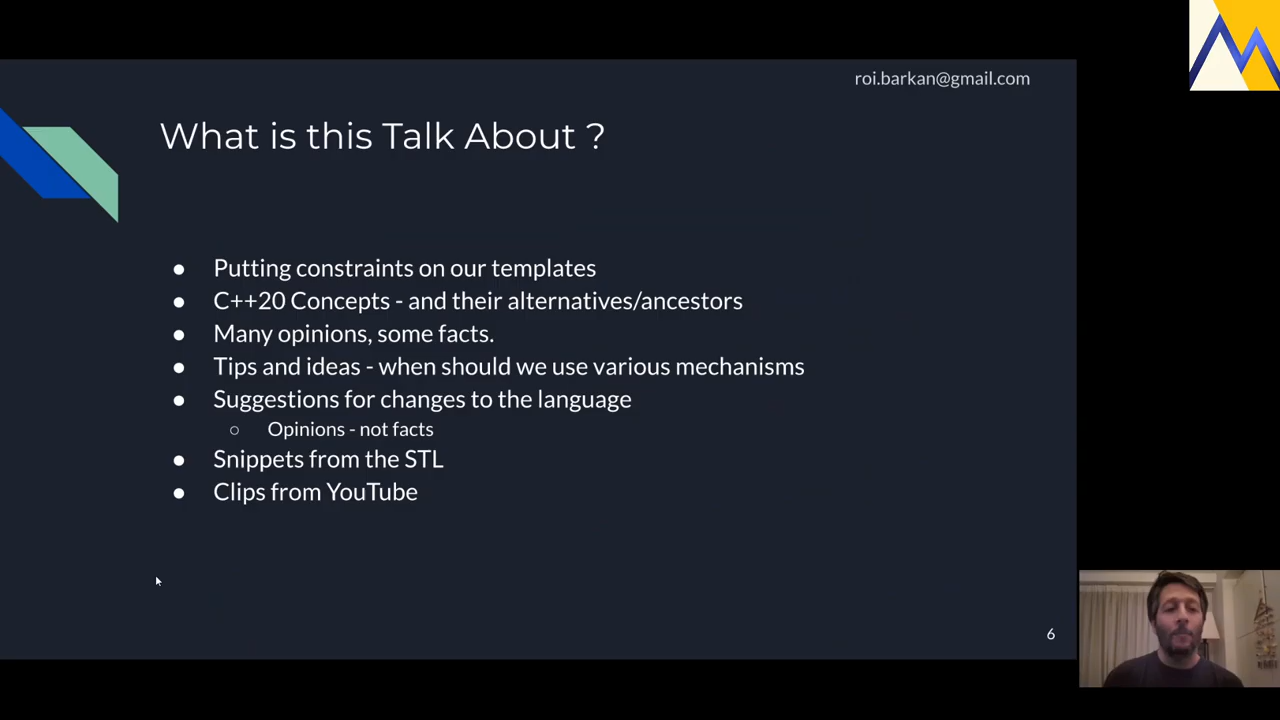 roi.barkan@gmail.com
What is this Talk About ?
● Putting constraints on our templates
● C++20 Concepts - and their alternatives/ancestors
● Many opinions, some facts.
● Tips and ideas - when should we use various mechanisms
● Suggestions for changes to the language
○ Opinions - not facts
● Snippets from the STL
● Clips from YouTube
6